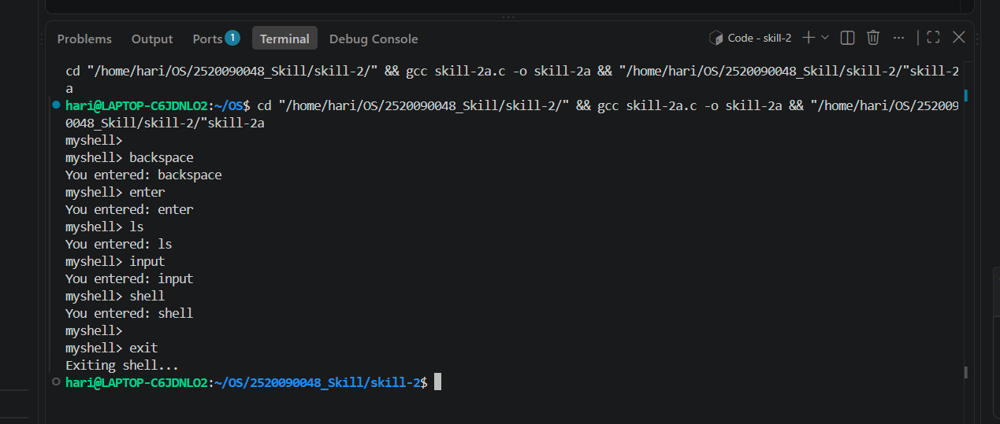 Problems Output Ports 1 Terminal Debug Console Code - skill-2
cd "/home/hari/OS/2520090048_Skill/skill-2/" && gcc skill-2a.c -o skill-2a && "/home/hari/OS/2520090048_Skill/skill-2/"skill-2
a
hari@LAPTOP-C6JDNLO2:~/OS$ cd "/home/hari/OS/2520090048_Skill/skill-2/" && gcc skill-2a.c -o skill-2a && "/home/hari/OS/252009
0048_Skill/skill-2/"skill-2a
myshell>
myshell> backspace
You entered: backspace
myshell> enter
You entered: enter
myshell> ls
You entered: ls
myshell> input
You entered: input
myshell> shell
You entered: shell
myshell>
myshell> exit
Exiting shell...
hari@LAPTOP-C6JDNLO2:~/OS/2520090048_Skill/skill-2$